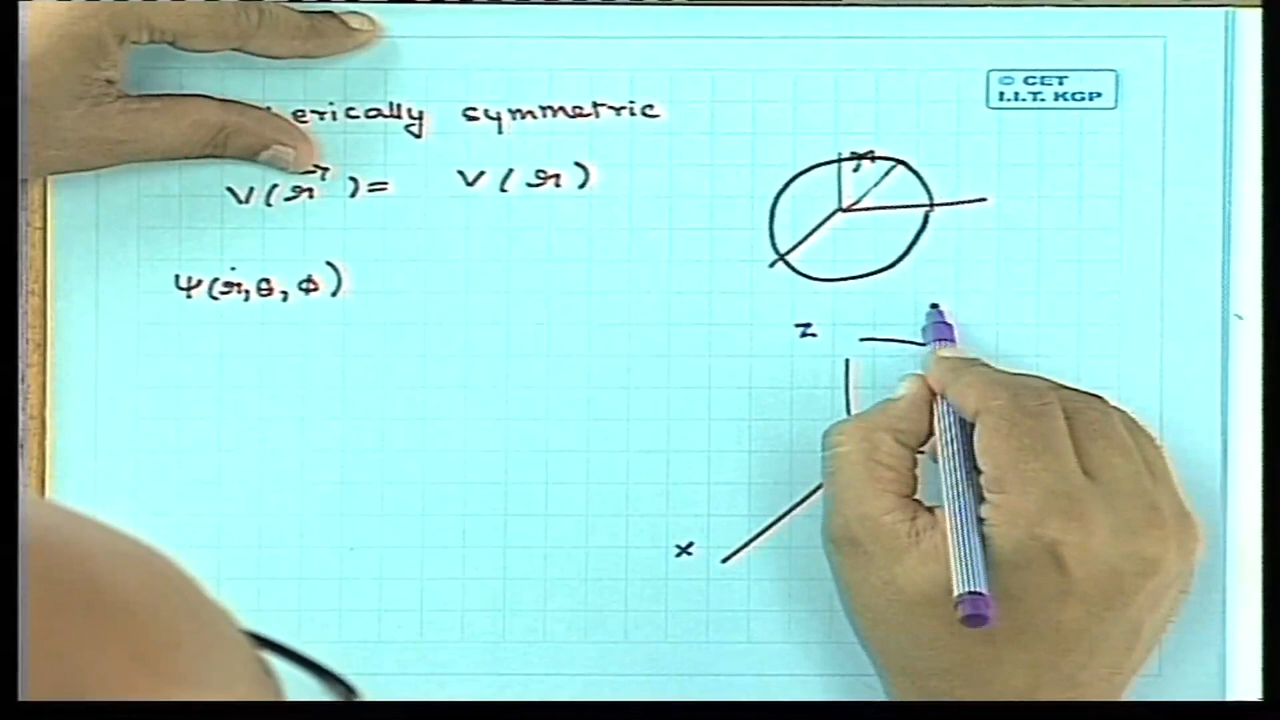 © CET
I.I.T. KGP
erically symmetric
V(r⃗) = V(r)
r
ψ(r,θ,φ)
z
x